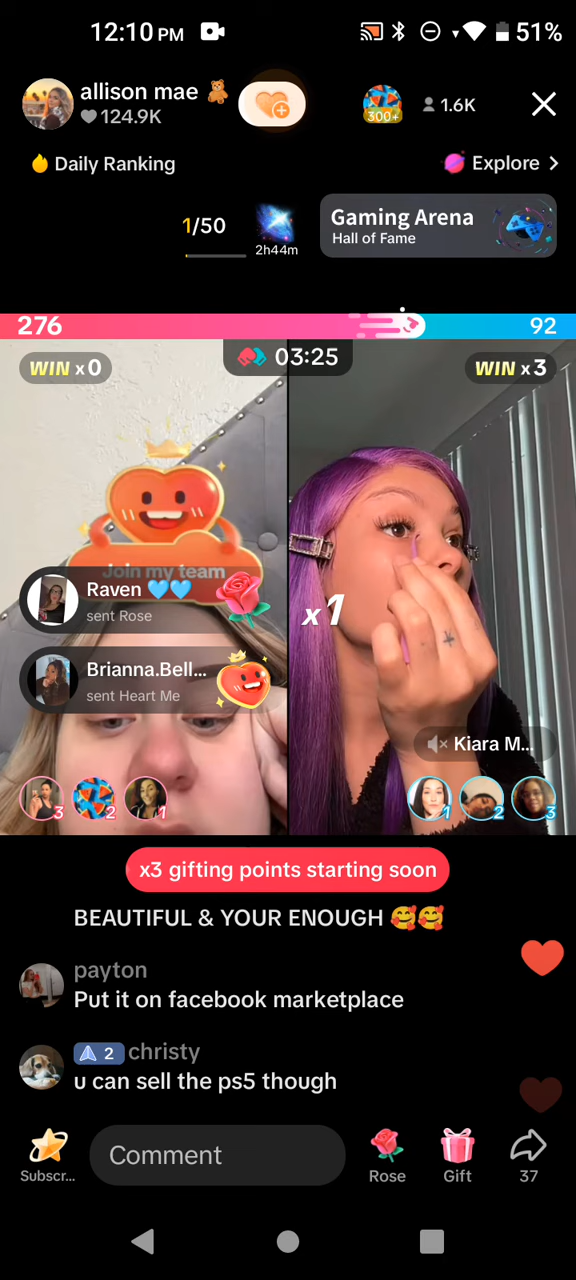 12:10 PM
51%
allison mae 🧸
124.9K
300+
1.6K
Daily Ranking
Explore >
1/50
2h44m
Gaming Arena
Hall of Fame
276
92
WIN x0
03:25
WIN x3
Join my team
Raven 🩵🩵
sent Rose
x1
Brianna.Bell...
sent Heart Me
Kiara M...
3
2
1
1
2
3
x3 gifting points starting soon
BEAUTIFUL & YOUR ENOUGH 🥰🥰
payton
Put it on facebook marketplace
2 christy
u can sell the ps5 though
Comment
Subscr...
Rose
Gift
37